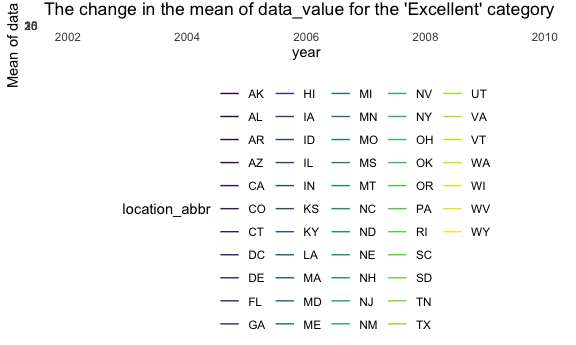 The change in the mean of data_value for the 'Excellent' category
Mean of data
2002 2004 2006 2008 2010
year
location_abbr
AK HI MI NV UT
AL IA MN NY VA
AR ID MO OH VT
AZ IL MS OK WA
CA IN MT OR WI
CO KS NC PA WV
CT KY ND RI WY
DC LA NE SC
DE MA NH SD
FL MD NJ TN
GA ME NM TX